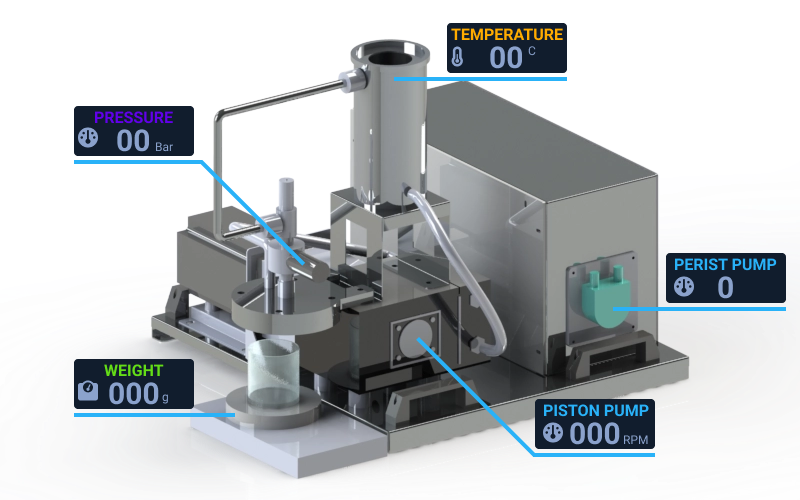 TEMPERATURE
00 C
PRESSURE
00 Bar
PERIST PUMP
0
WEIGHT
000 g
PISTON PUMP
000 RPM